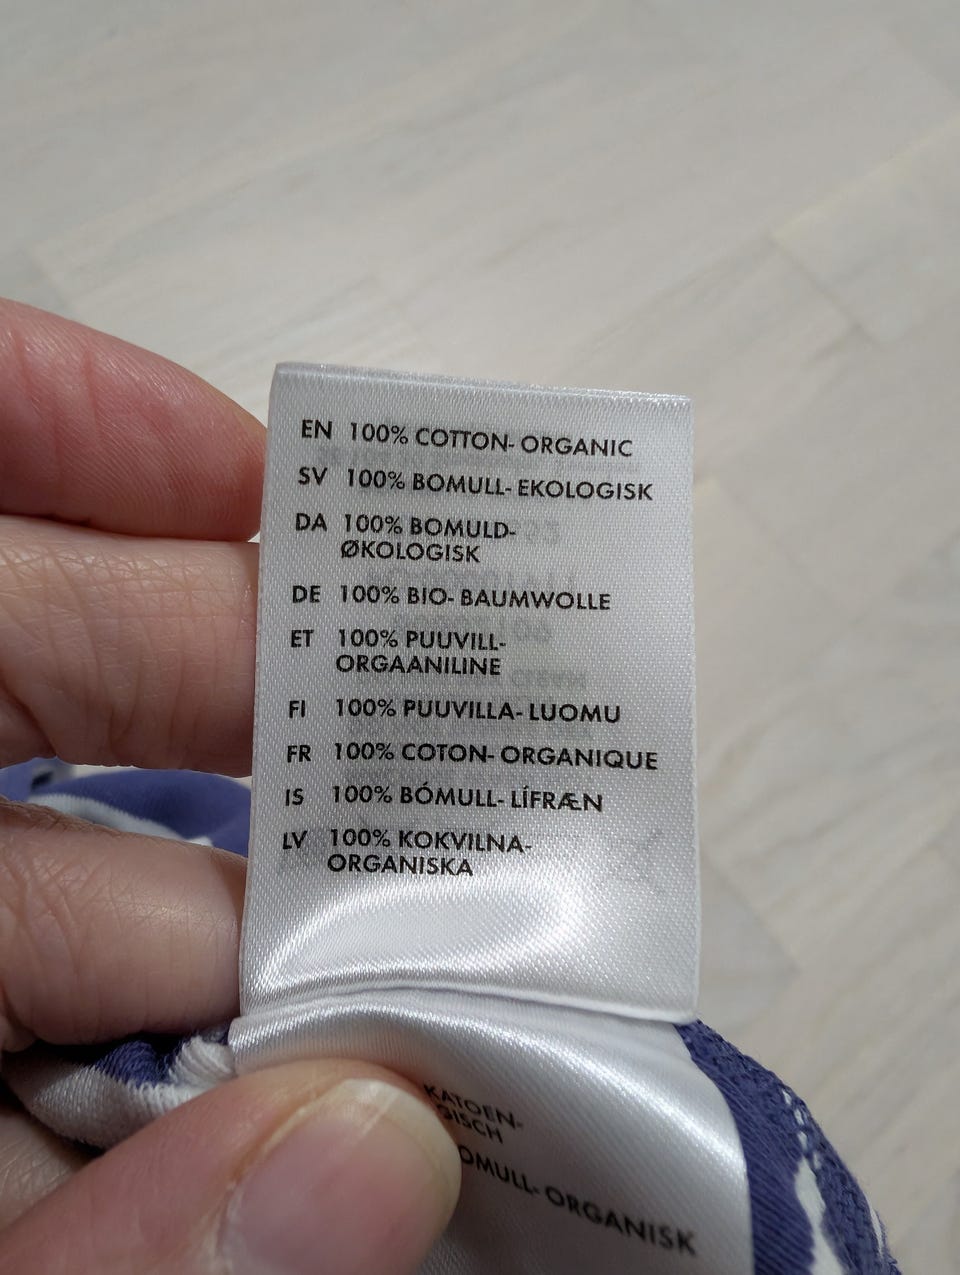 EN 100% COTTON- ORGANIC
SV 100% BOMULL- EKOLOGISK
DA 100% BOMULD-
ØKOLOGISK
DE 100% BIO- BAUMWOLLE
ET 100% PUUVILL-
ORGAANILINE
FI 100% PUUVILLA- LUOMU
FR 100% COTON- ORGANIQUE
IS 100% BÓMULL- LÍFRÆN
LV 100% KOKVILNA-
ORGANISKA
KATOEN-
GISCH
OMULL- ORGANISK